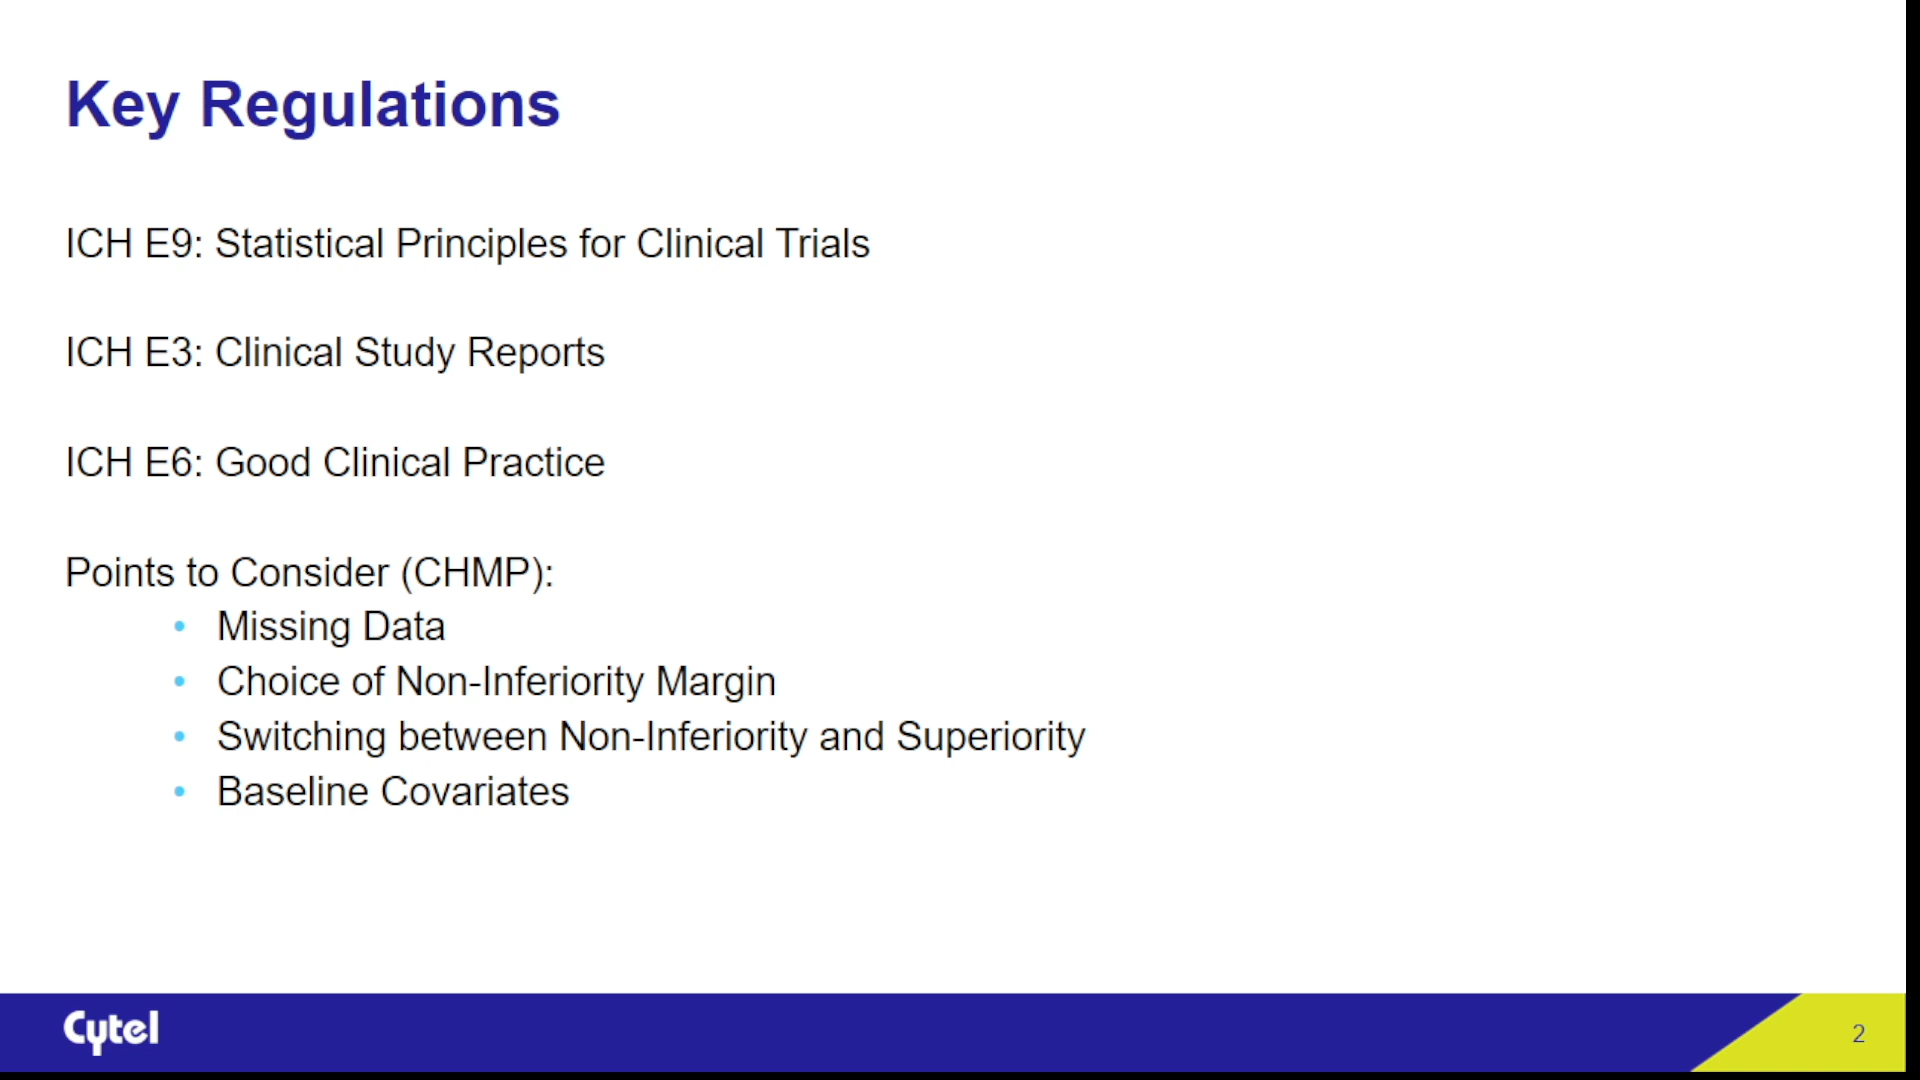 Key Regulations
ICH E9: Statistical Principles for Clinical Trials
ICH E3: Clinical Study Reports
ICH E6: Good Clinical Practice
Points to Consider (CHMP):
• Missing Data
• Choice of Non-Inferiority Margin
• Switching between Non-Inferiority and Superiority
• Baseline Covariates
Cytel
2